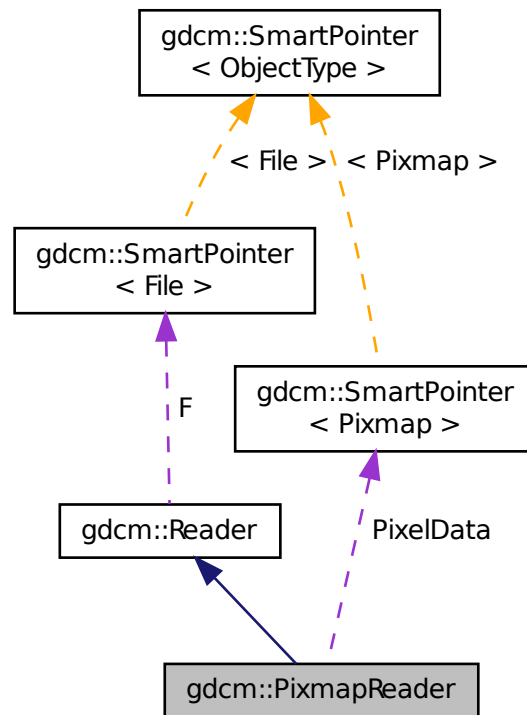 gdcm::SmartPointer
< ObjectType >
< File >
< Pixmap >
gdcm::SmartPointer
< File >
gdcm::SmartPointer
< Pixmap >
F
PixelData
gdcm::Reader
gdcm::PixmapReader